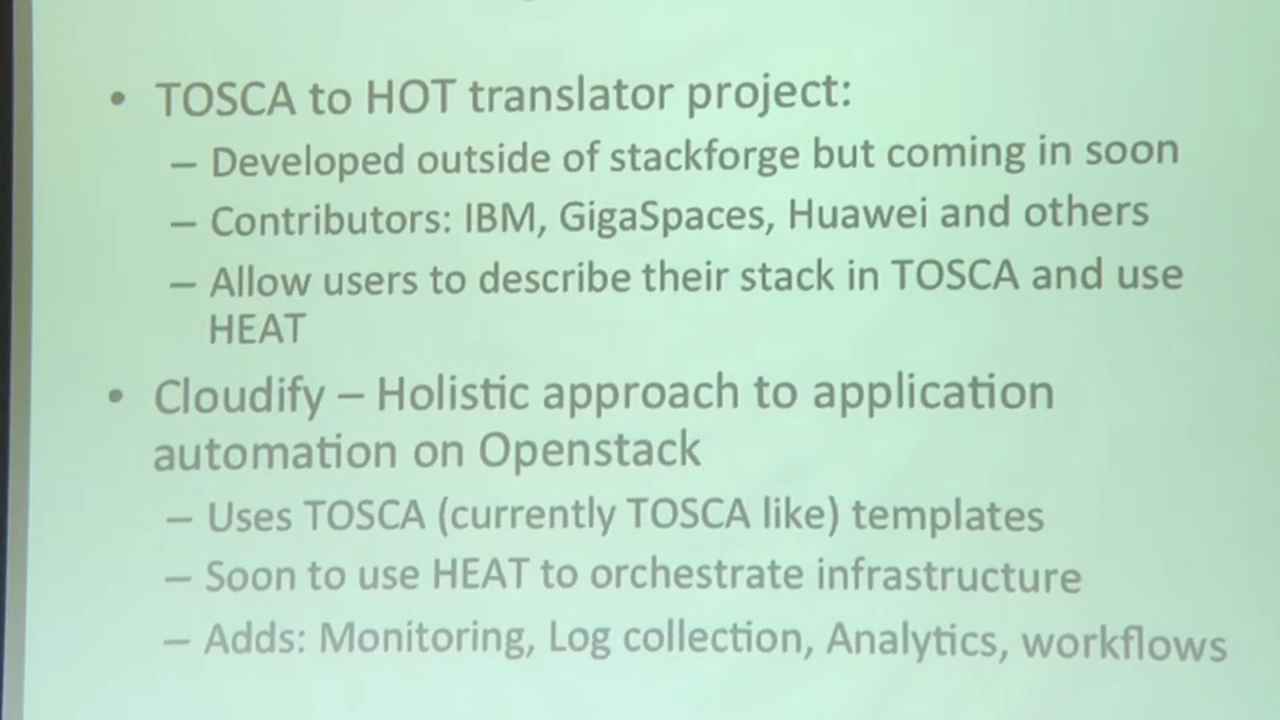 • TOSCA to HOT translator project:
– Developed outside of stackforge but coming in soon
– Contributors: IBM, GigaSpaces, Huawei and others
– Allow users to describe their stack in TOSCA and use
HEAT
• Cloudify – Holistic approach to application
automation on Openstack
– Uses TOSCA (currently TOSCA like) templates
– Soon to use HEAT to orchestrate infrastructure
– Adds: Monitoring, Log collection, Analytics, workflows